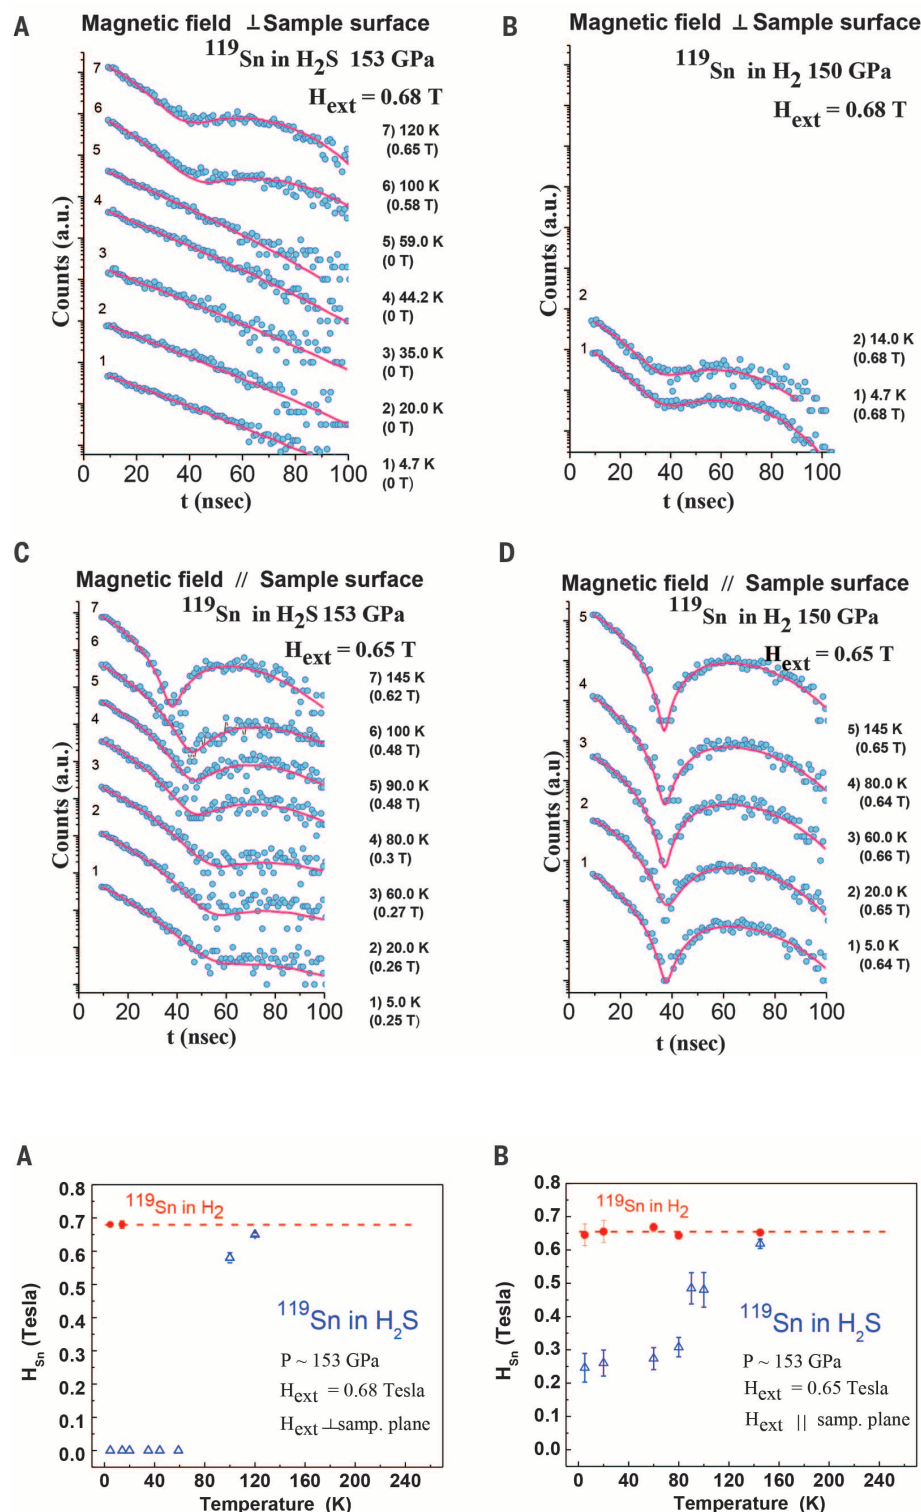 A
Magnetic field ⊥ Sample surface
119Sn in H2S 153 GPa
Hext = 0.68 T
7
6
5
4
3
2
1
7) 120 K
(0.65 T)
6) 100 K
(0.58 T)
5) 59.0 K
(0 T)
4) 44.2 K
(0 T)
3) 35.0 K
(0 T)
2) 20.0 K
(0 T)
1) 4.7 K
(0 T)
Counts (a.u.)
0 20 40 60 80 100
t (nsec)
B
Magnetic field ⊥ Sample surface
119Sn in H2 150 GPa
Hext = 0.68 T
2
1
2) 14.0 K
(0.68 T)
1) 4.7 K
(0.68 T)
Counts (a.u.)
0 20 40 60 80 100
t (nsec)
C
Magnetic field // Sample surface
119Sn in H2S 153 GPa
Hext = 0.65 T
7
6
5
4
3
2
1
7) 145 K
(0.62 T)
6) 100 K
(0.48 T)
5) 90.0 K
(0.48 T)
4) 80.0 K
(0.3 T)
3) 60.0 K
(0.27 T)
2) 20.0 K
(0.26 T)
1) 5.0 K
(0.25 T)
Counts (a.u.)
0 20 40 60 80 100
t (nsec)
D
Magnetic field // Sample surface
119Sn in H2 150 GPa
Hext = 0.65 T
5
4
3
2
1
5) 145 K
(0.65 T)
4) 80.0 K
(0.64 T)
3) 60.0 K
(0.66 T)
2) 20.0 K
(0.65 T)
1) 5.0 K
(0.64 T)
Counts (a.u)
0 20 40 60 80 100
t (nsec)
A
0.8
0.7
0.6
0.5
0.4
0.3
0.2
0.1
0.0
HSn (Tesla)
119Sn in H2
119Sn in H2S
P ~ 153 GPa
Hext = 0.68 Tesla
Hext ⊥ samp. plane
0 40 80 120 160 200 240
Temperature (K)
B
0.8
0.7
0.6
0.5
0.4
0.3
0.2
0.1
0.0
HSn (Tesla)
119Sn in H2
119Sn in H2S
P ~ 153 GPa
Hext = 0.65 Tesla
Hext || samp. plane
0 40 80 120 160 200 240
Temperature (K)